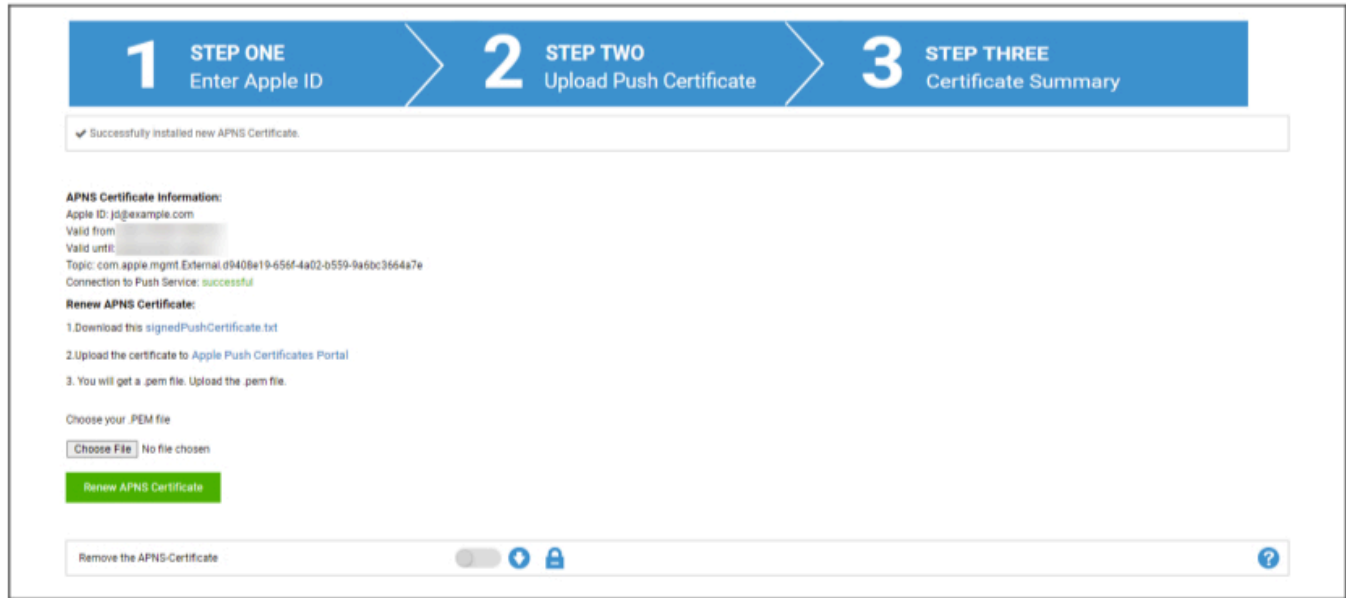 1 STEP ONE
Enter Apple ID
2 STEP TWO
Upload Push Certificate
3 STEP THREE
Certificate Summary
Successfully installed new APNS Certificate.
APNS Certificate Information:
Apple ID: jd@example.com
Valid from
Valid until:
Topic: com.apple.mgmt.External.d9408e19-656f-4a02-b559-9a6bc3664a7e
Connection to Push Service: successful
Renew APNS Certificate:
1.Download this signedPushCertificate.txt
2.Upload the certificate to Apple Push Certificates Portal
3. You will get a .pem file. Upload the .pem file.
Choose your .PEM file
Choose File No file chosen
Renew APNS Certificate
Remove the APNS-Certificate
?